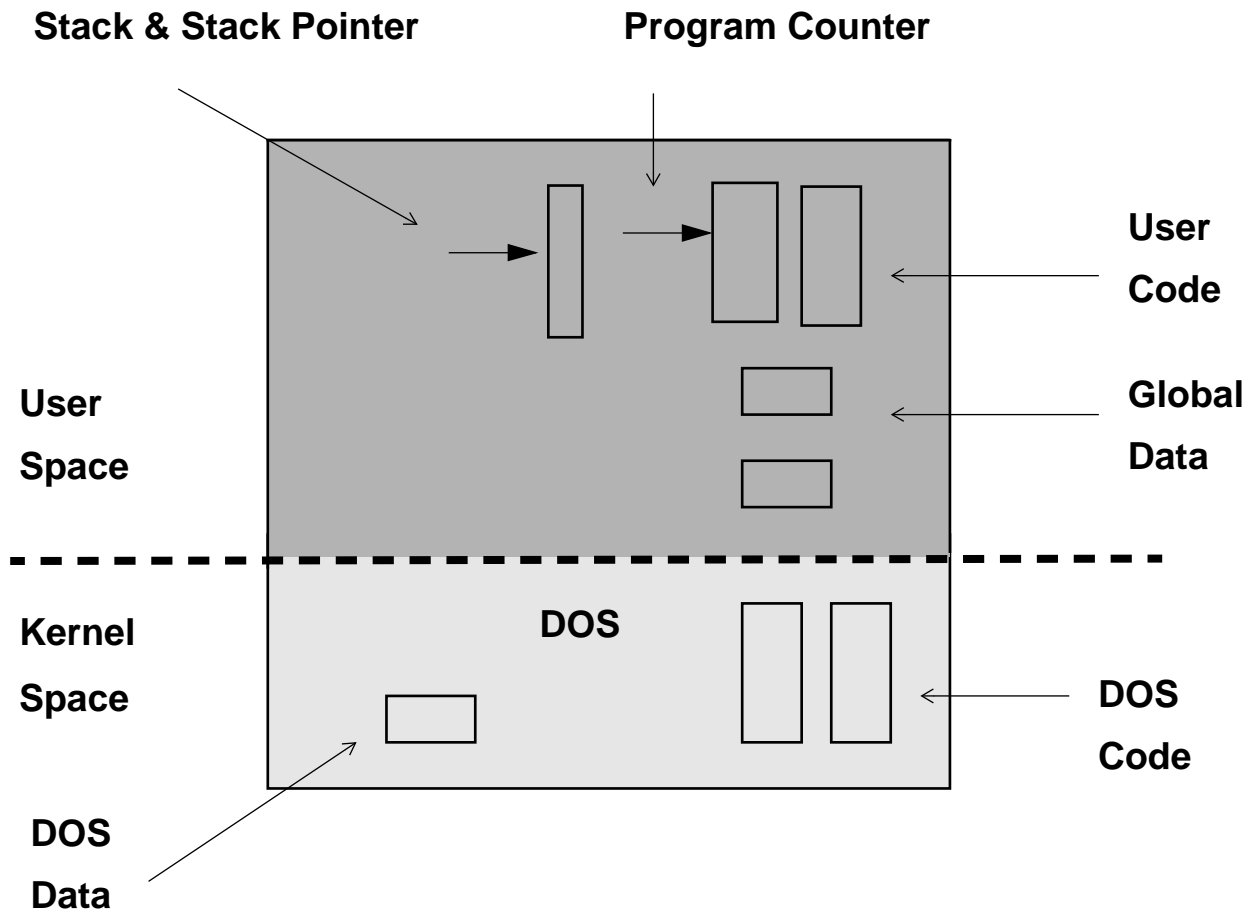 Stack & Stack Pointer
Program Counter
User
Code
User
Space
Global
Data
Kernel
Space
DOS
DOS
Code
DOS
Data